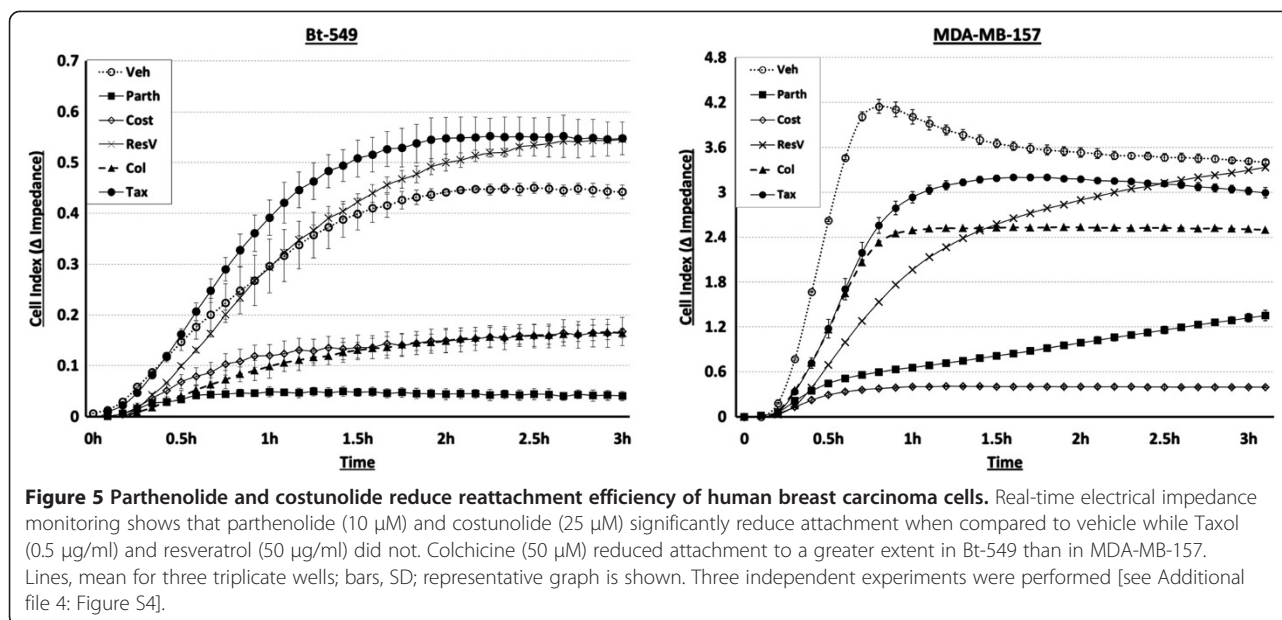 Bt-549
0.7
0.6
0.5
0.4
0.3
0.2
0.1
0
Cell Index (Δ Impedance)
Veh
Parth
Cost
ResV
Col
Tax
0h
0.5h
1h
1.5h
2h
2.5h
3h
Time
MDA-MB-157
4.8
4.2
3.6
3.0
2.4
1.8
1.2
0.6
0
Cell Index (Δ Impedance)
Veh
Parth
Cost
ResV
Col
Tax
0
0.5h
1h
1.5h
2h
2.5h
3h
Time
Figure 5 Parthenolide and costunolide reduce reattachment efficiency of human breast carcinoma cells. Real-time electrical impedance
monitoring shows that parthenolide (10 μM) and costunolide (25 μM) significantly reduce attachment when compared to vehicle while Taxol
(0.5 μg/ml) and resveratrol (50 μg/ml) did not. Colchicine (50 μM) reduced attachment to a greater extent in Bt-549 than in MDA-MB-157.
Lines, mean for three triplicate wells; bars, SD; representative graph is shown. Three independent experiments were performed [see Additional
file 4: Figure S4].